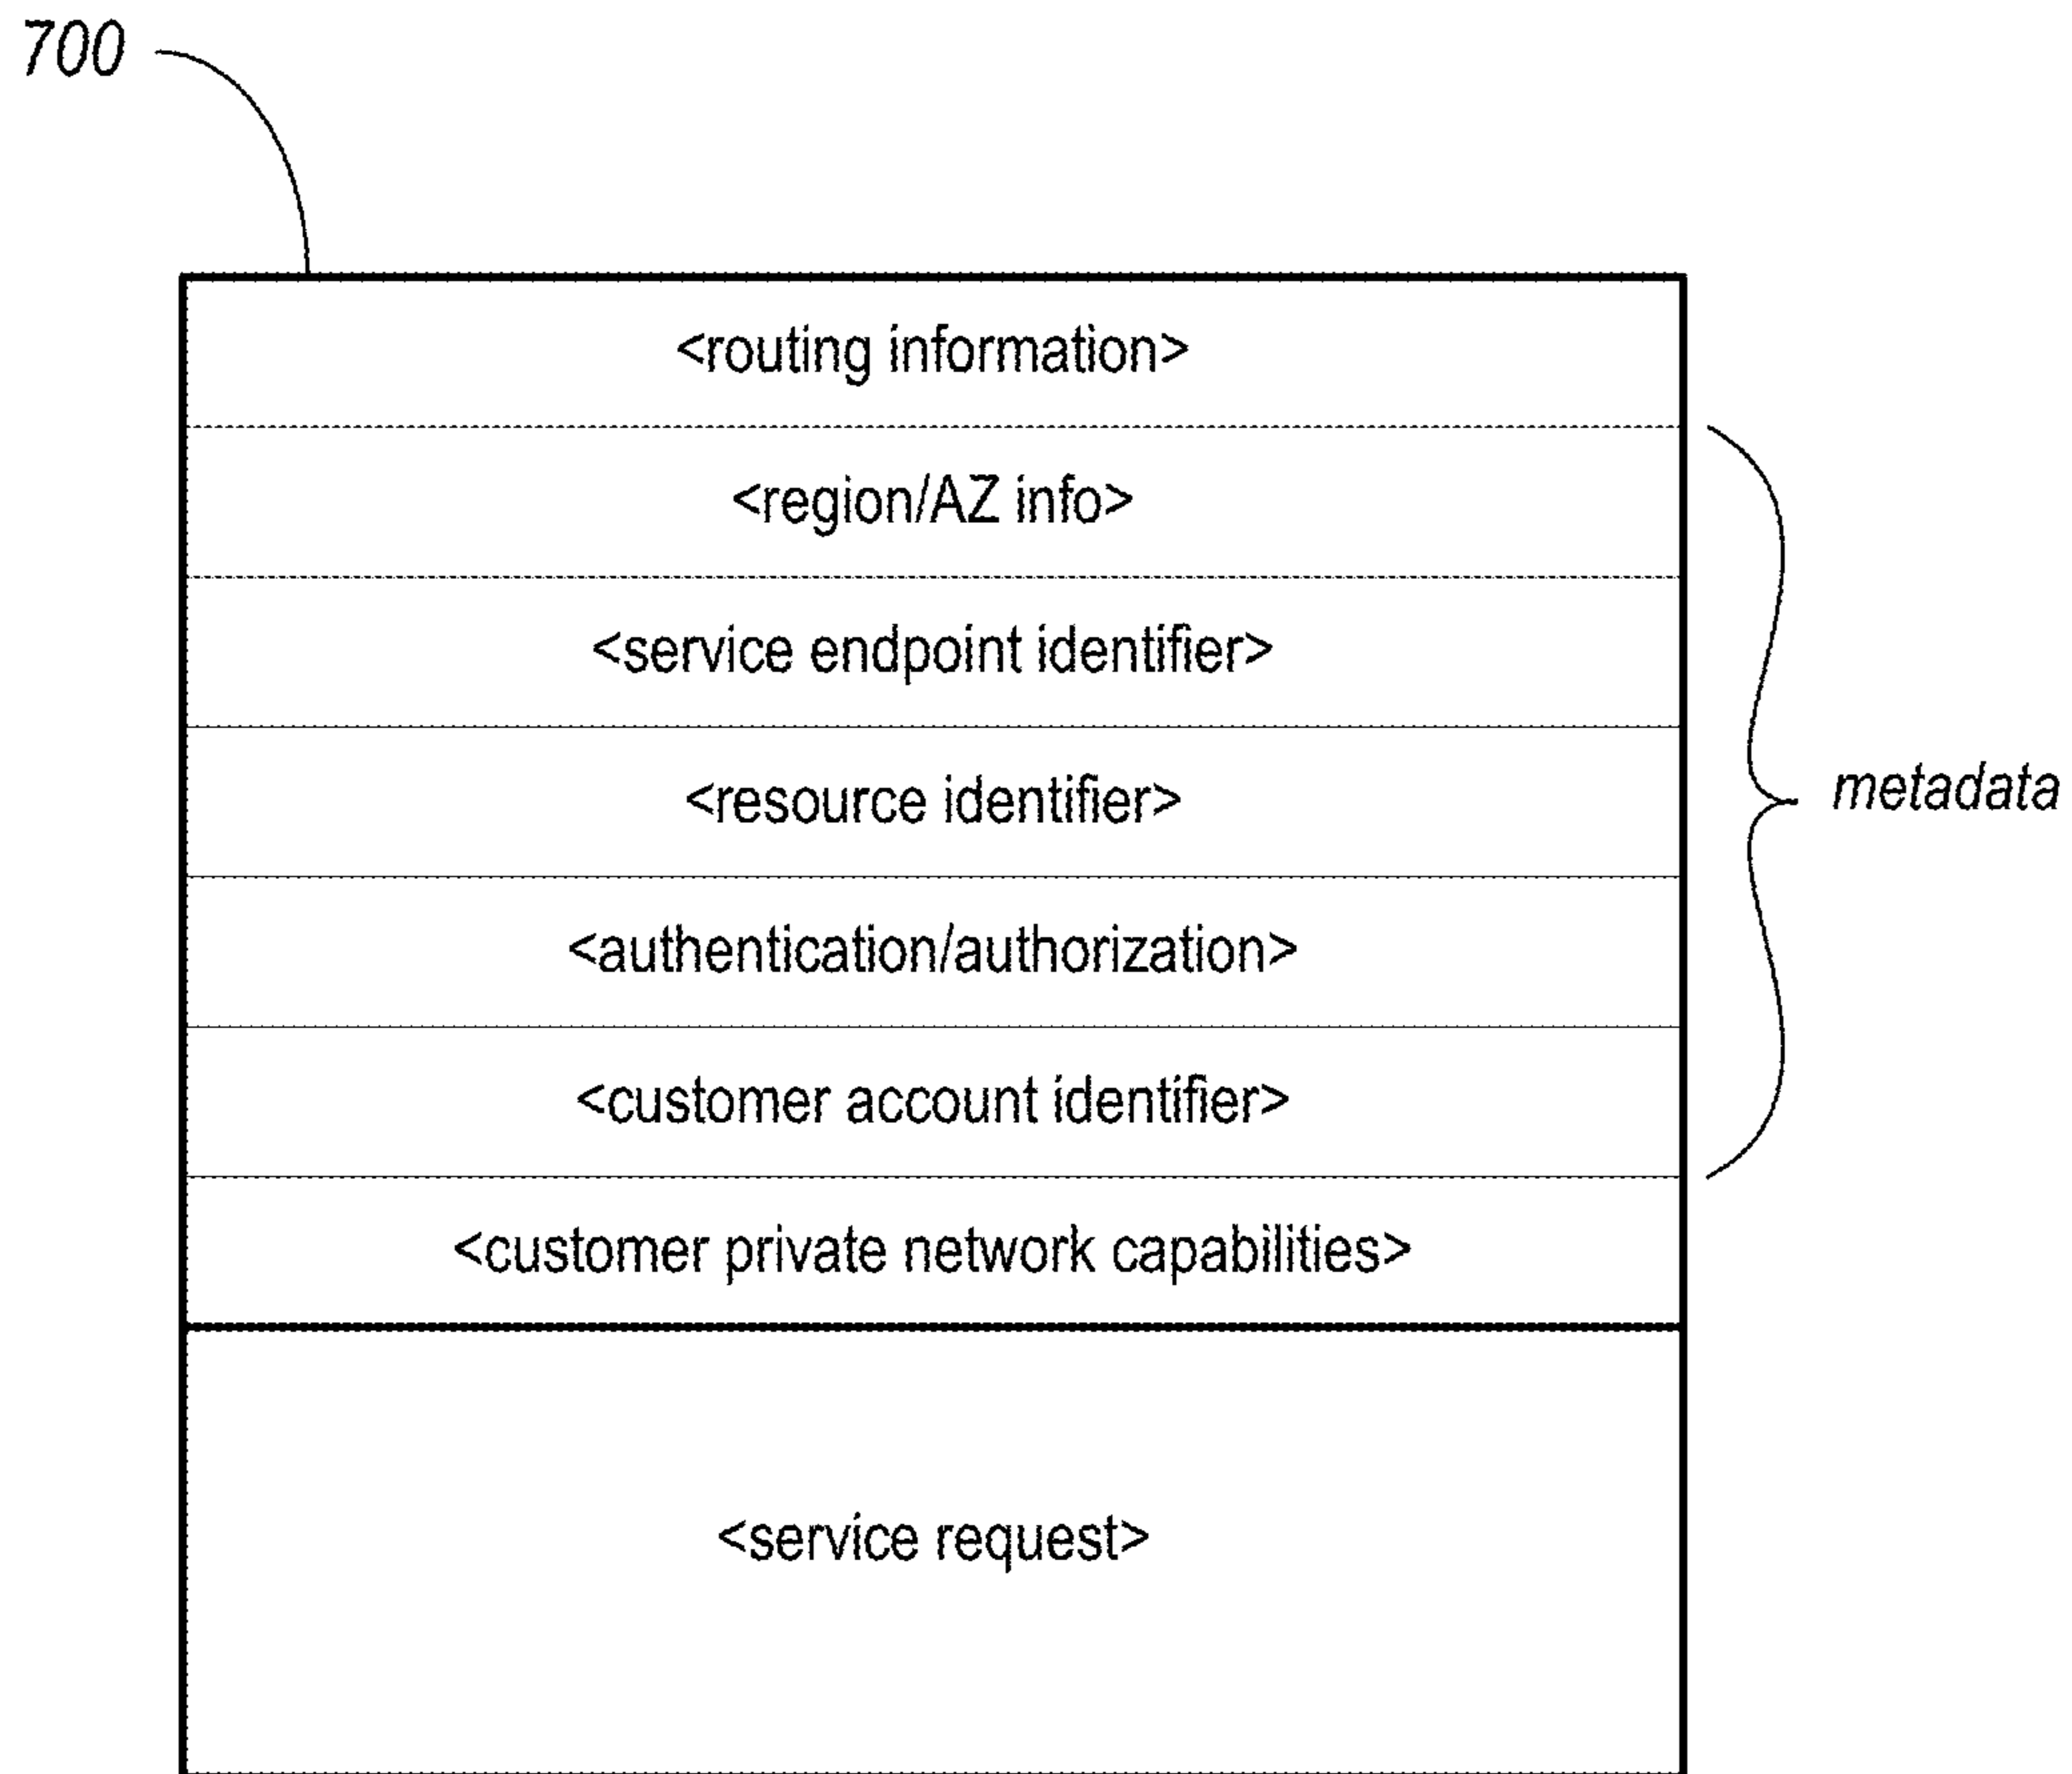 700
<routing information>
<region/AZ info>
<service endpoint identifier>
<resource identifier>
metadata
<authentication/authorization>
<customer account identifier>
<customer private network capabilities>
<service request>